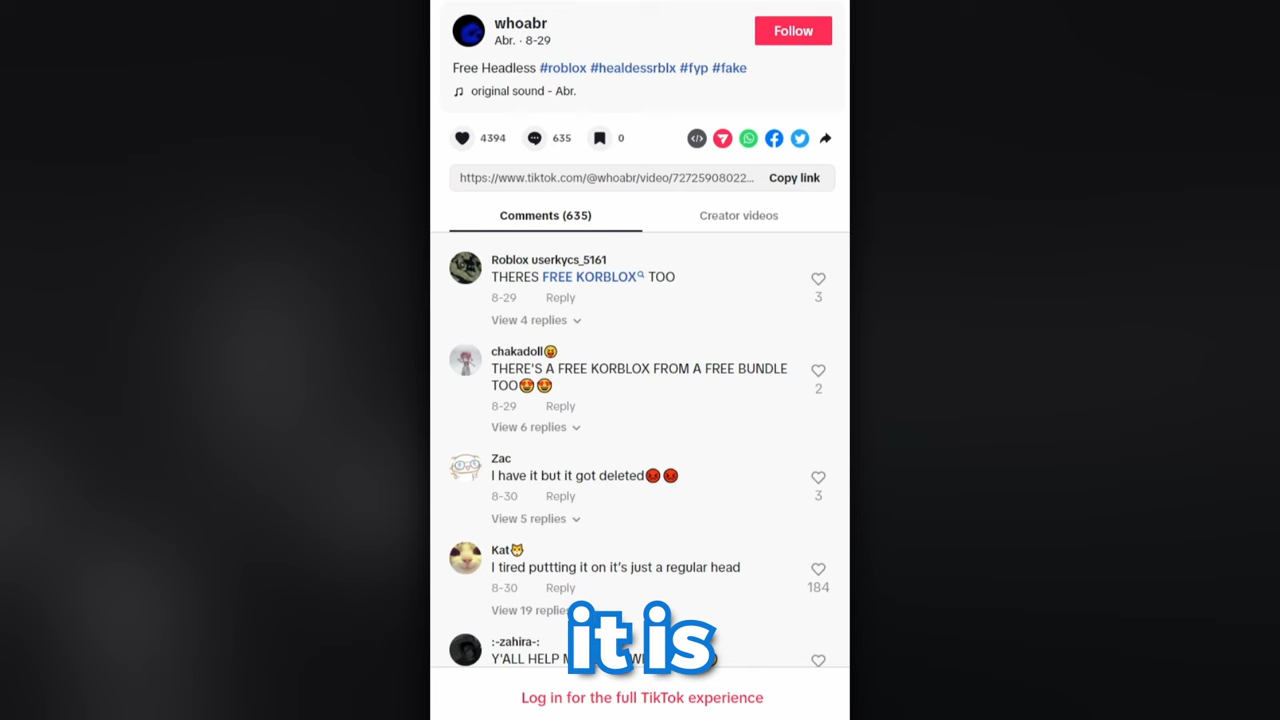 whoabr
Abr. · 8-29
Follow
Free Headless #roblox #healdessrblx #fyp #fake
original sound - Abr.
4394
635
0
https://www.tiktok.com/@whoabr/video/72725908022...
Copy link
Comments (635)
Creator videos
Roblox userkycs_5161
THERES FREE KORBLOX TOO
3
8-29 Reply
View 4 replies
chakadoll😝
THERE'S A FREE KORBLOX FROM A FREE BUNDLE
TOO😍 😍
2
8-29 Reply
View 6 replies
Zac
I have it but it got deleted😡 😡
3
8-30 Reply
View 5 replies
Kat🐱
I tired puttting it on it's just a regular head
184
8-30 Reply
View 19 replies
it is
:-zahira-:
Y'ALL HELP
Log in for the full TikTok experience